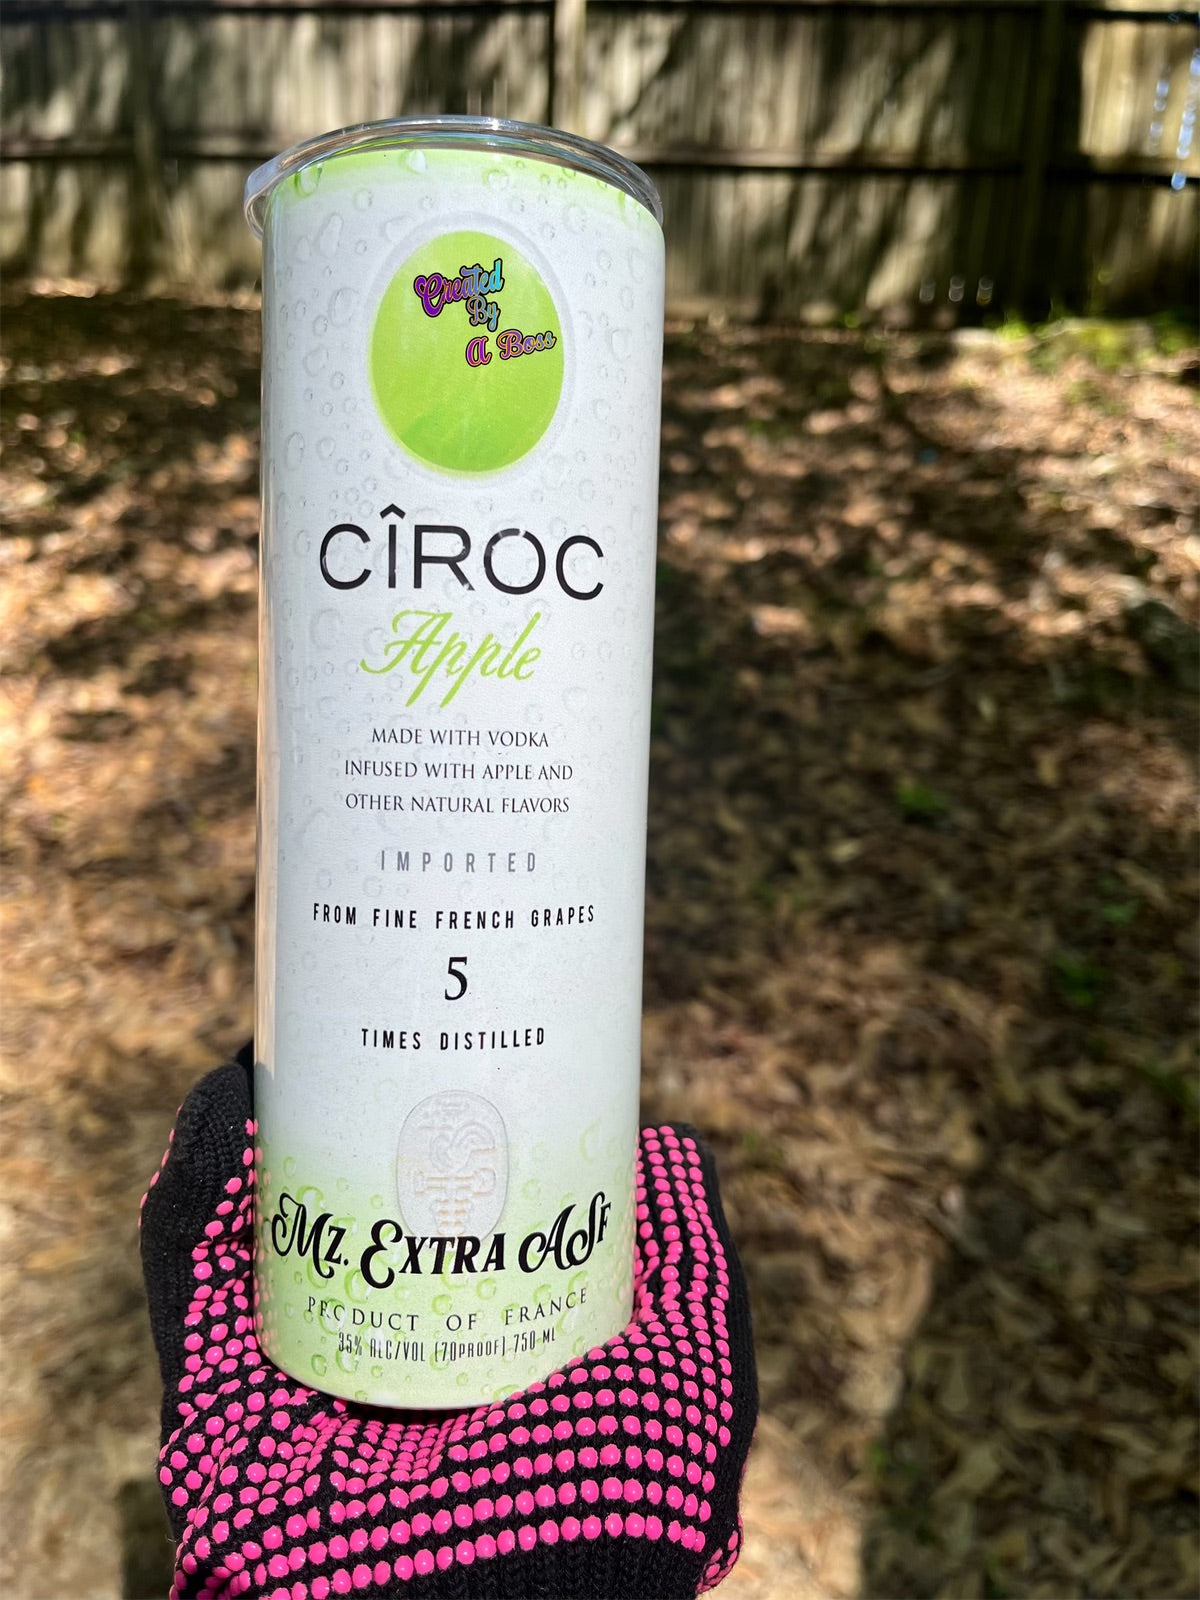 Created
By
A Boss
CÎROC
Apple
MADE WITH VODKA
INFUSED WITH APPLE AND
OTHER NATURAL FLAVORS
IMPORTED
FROM FINE FRENCH GRAPES
5
TIMES DISTILLED
Mz. EXTRA ASF
PRODUCT OF FRANCE
35% ALC/VOL (70PROOF) 750 ML